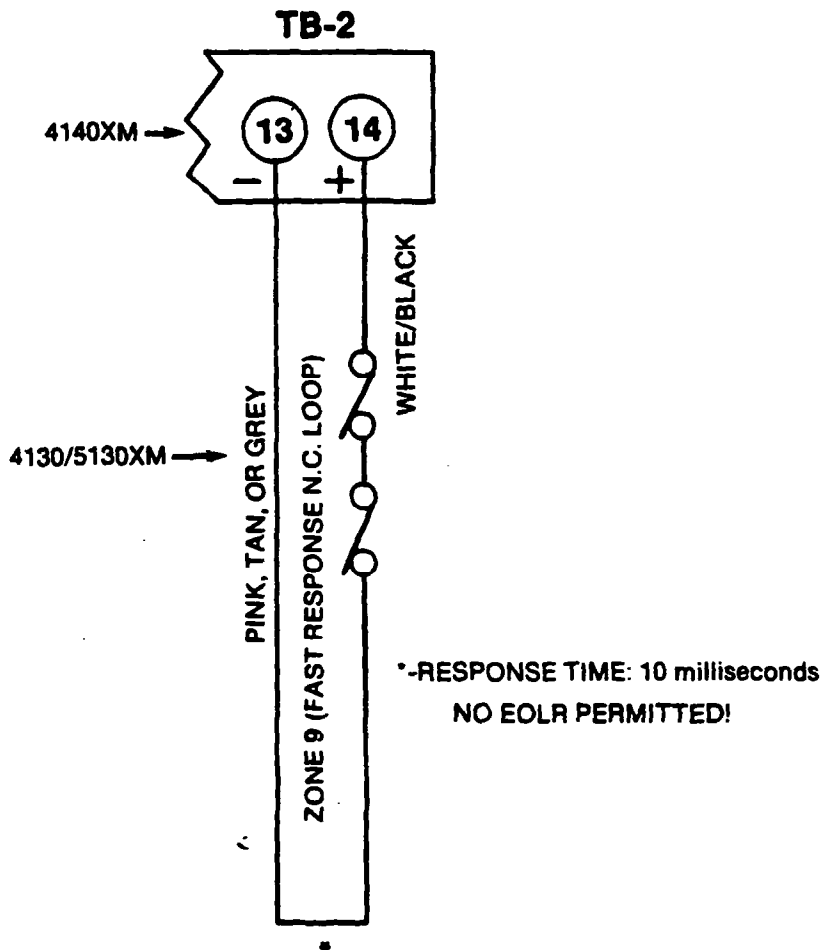 TB-2
4140XM
13 14
- +
WHITE/BLACK
4130/5130XM
PINK, TAN, OR GREY
ZONE 9 (FAST RESPONSE N.C. LOOP)
*-RESPONSE TIME: 10 milliseconds
NO EOLR PERMITTED!
*